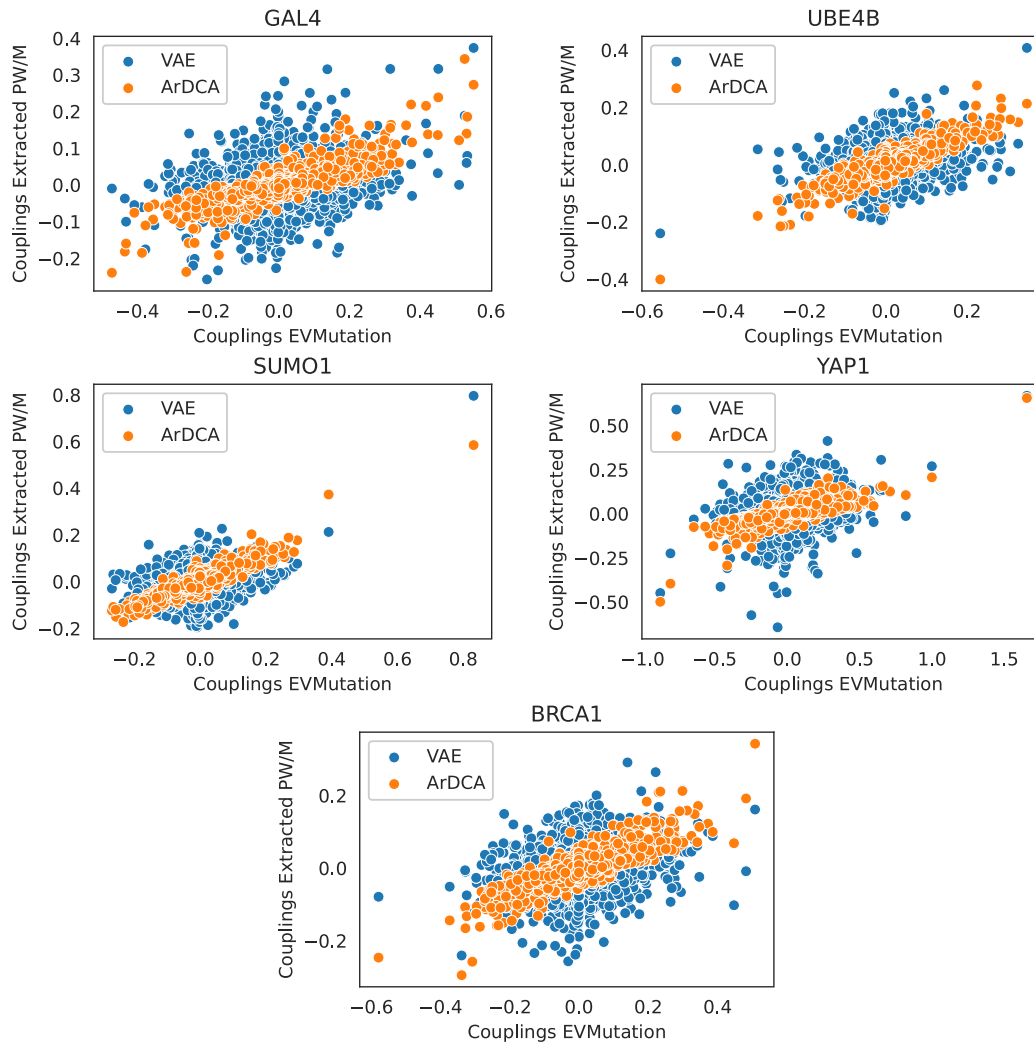 GAL4
Couplings Extracted PW/M
0.4
0.3
0.2
0.1
0.0
−0.1
−0.2
VAE
ArDCA
−0.4 −0.2 0.0 0.2 0.4 0.6
Couplings EVMutation
UBE4B
Couplings Extracted PW/M
0.4
0.2
0.0
−0.2
−0.4
VAE
ArDCA
−0.6 −0.4 −0.2 0.0 0.2
Couplings EVMutation
SUMO1
Couplings Extracted PW/M
0.8
0.6
0.4
0.2
0.0
−0.2
VAE
ArDCA
−0.2 0.0 0.2 0.4 0.6 0.8
Couplings EVMutation
YAP1
Couplings Extracted PW/M
0.50
0.25
0.00
−0.25
−0.50
VAE
ArDCA
−1.0 −0.5 0.0 0.5 1.0 1.5
Couplings EVMutation
BRCA1
Couplings Extracted PW/M
0.2
0.0
−0.2
VAE
ArDCA
−0.6 −0.4 −0.2 0.0 0.2 0.4
Couplings EVMutation